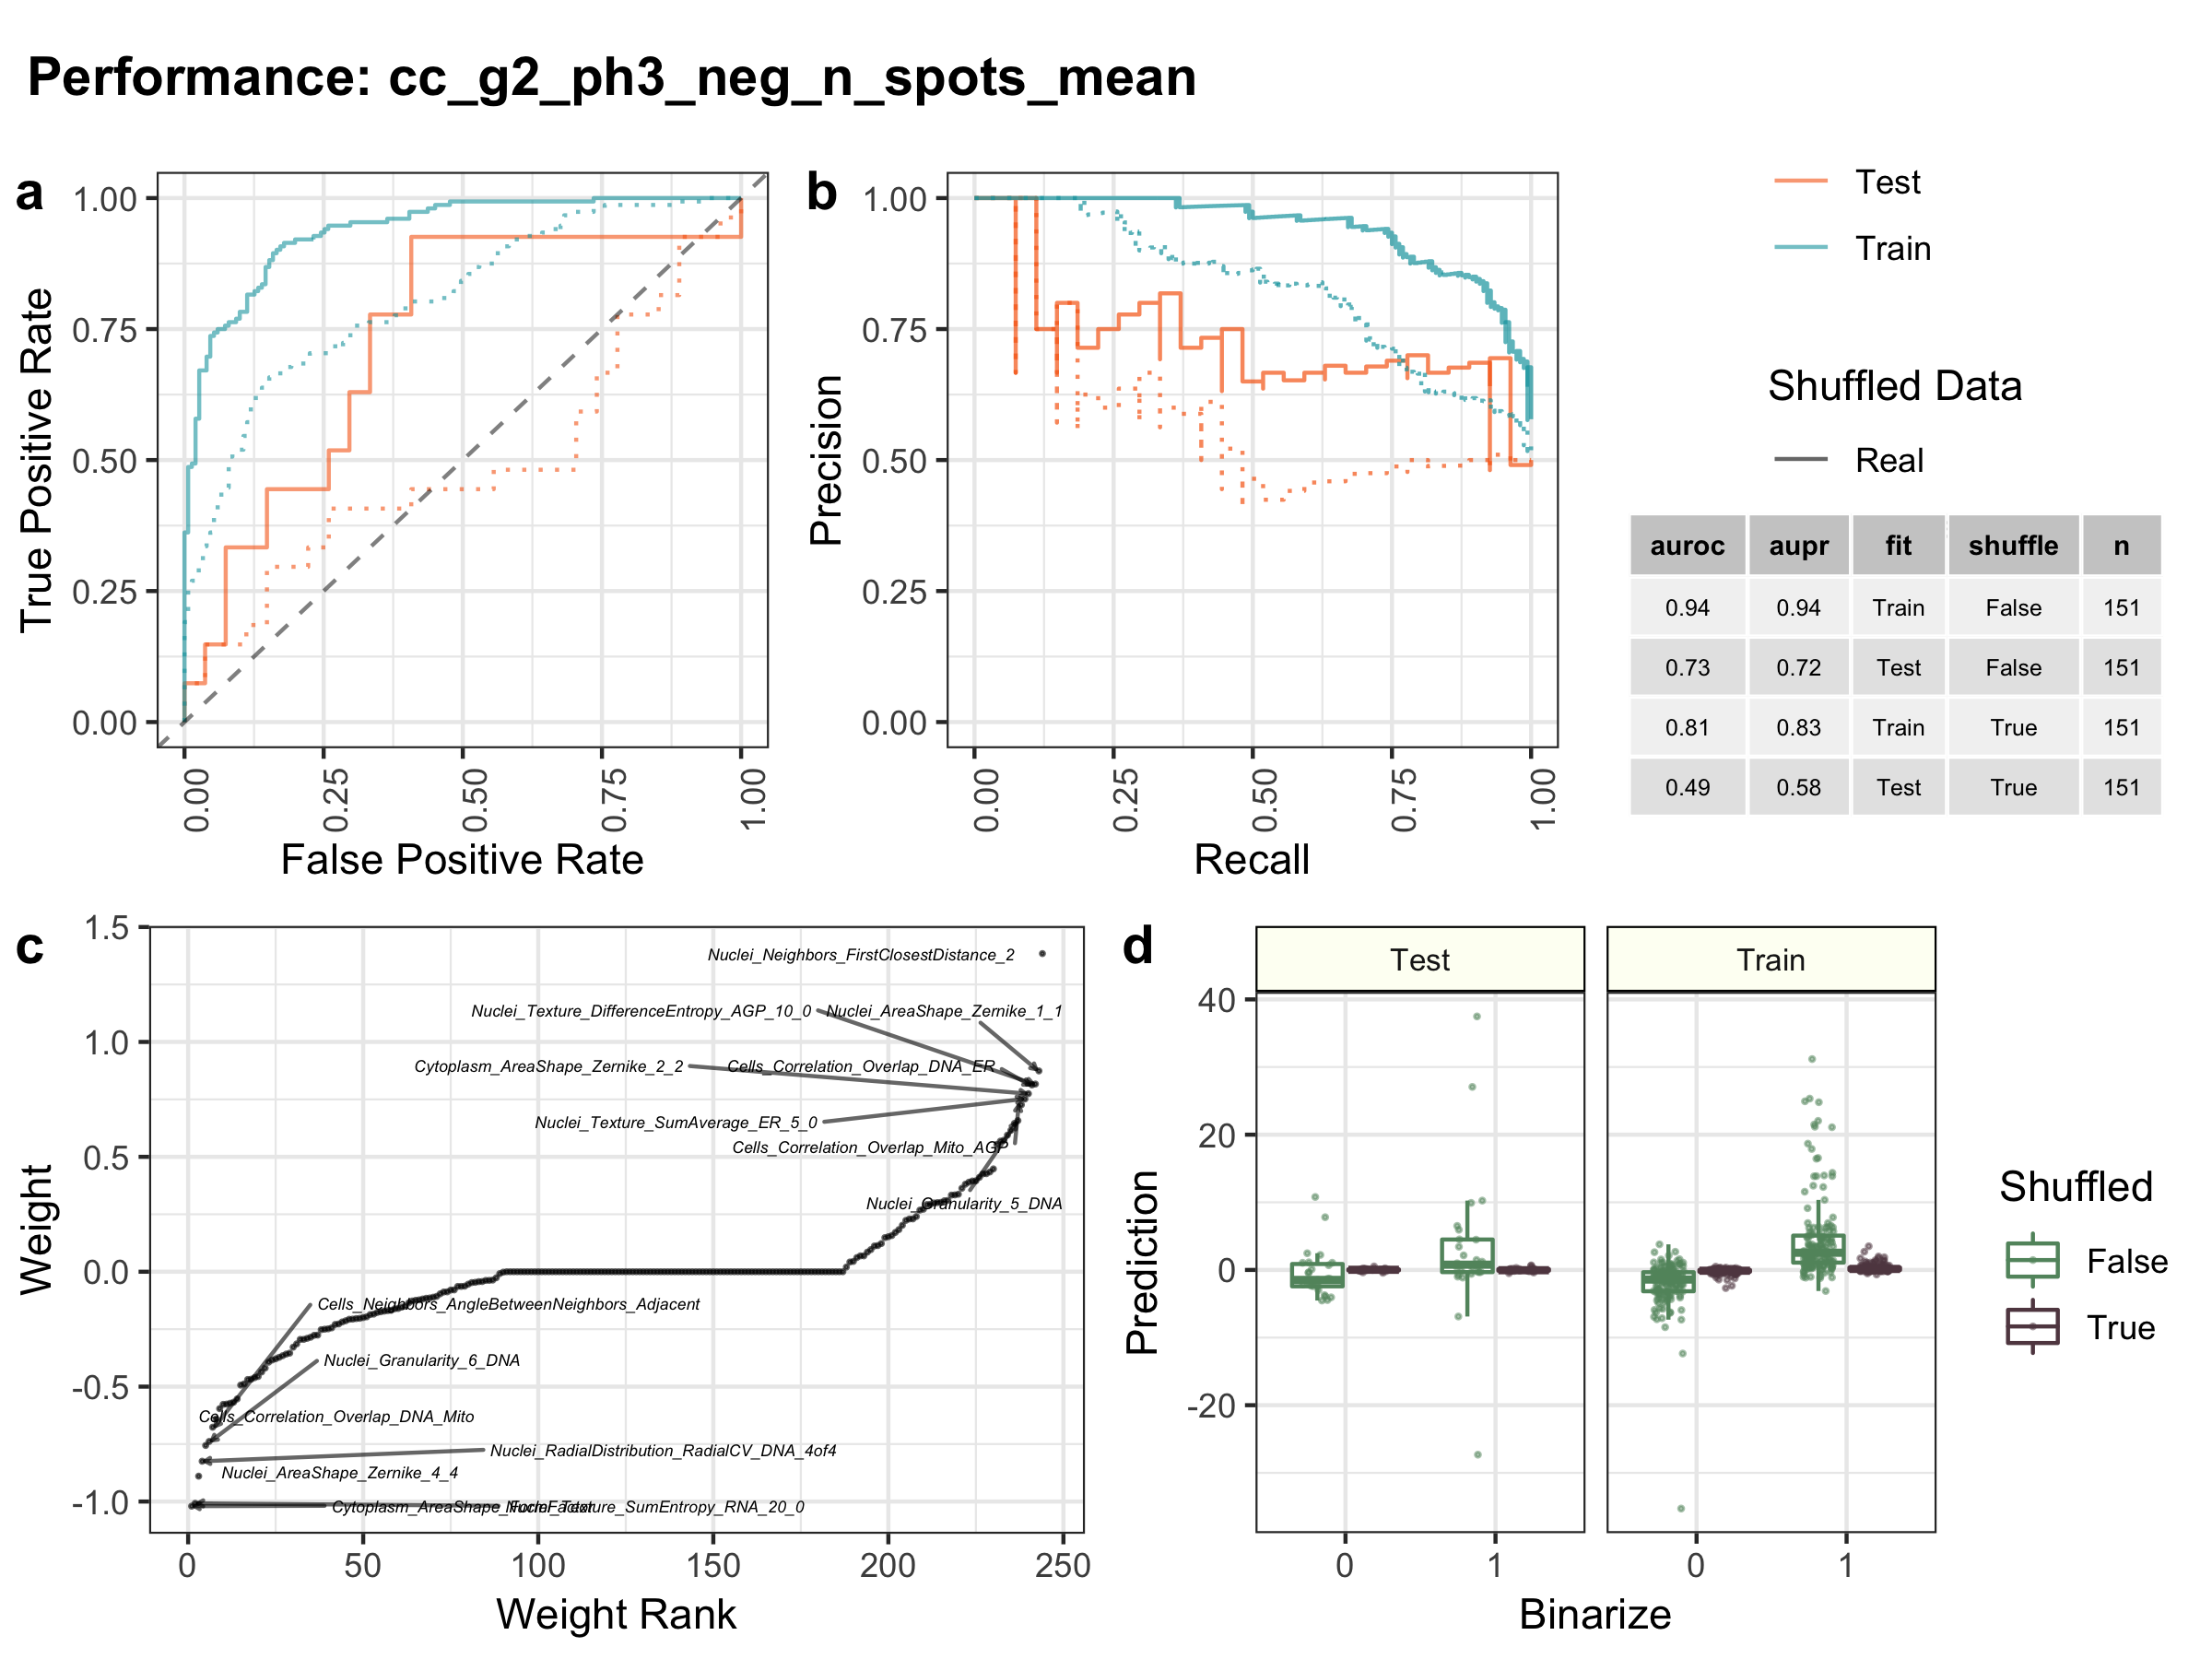 Performance: cc_g2_ph3_neg_n_spots_mean
a
True Positive Rate
1.00
0.75
0.50
0.25
0.00
0.00
0.25
0.50
0.75
1.00
False Positive Rate
b
Precision
1.00
0.75
0.50
0.25
0.00
0.00
0.25
0.50
0.75
1.00
Recall
Test
Train
Shuffled Data
Real
auroc aupr fit shuffle n
0.94 0.94 Train False 151
0.73 0.72 Test False 151
0.81 0.83 Train True 151
0.49 0.58 Test True 151
c
Weight
1.5
1.0
0.5
0.0
-0.5
-1.0
Nuclei_Neighbors_FirstClosestDistance_2
Nuclei_Texture_DifferenceEntropy_AGP_10_0
Nuclei_AreaShape_Zernike_1_1
Cytoplasm_AreaShape_Zernike_2_2
Cells_Correlation_Overlap_DNA_ER
Nuclei_Texture_SumAverage_ER_5_0
Cells_Correlation_Overlap_Mito_AGP
Nuclei_Granularity_5_DNA
Cells_Neighbors_AngleBetweenNeighbors_Adjacent
Nuclei_Granularity_6_DNA
Cells_Correlation_Overlap_DNA_Mito
Nuclei_RadialDistribution_RadialCV_DNA_4of4
Nuclei_AreaShape_Zernike_4_4
Cytoplasm_AreaShape_FormFactor
Nuclei_Texture_SumEntropy_RNA_20_0
0
50
100
150
200
250
Weight Rank
d
Test
Train
Prediction
40
20
0
-20
0
1
0
1
Binarize
Shuffled
False
True